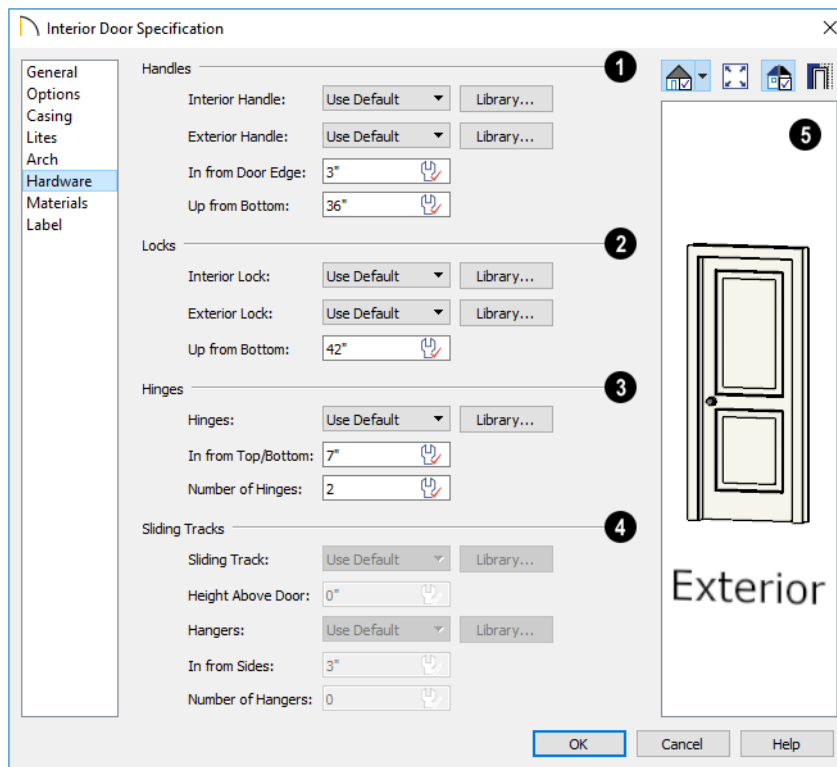 Interior Door Specification
General
Options
Casing
Lites
Arch
Hardware
Materials
Label
Handles 1
Interior Handle: Use Default Library...
Exterior Handle: Use Default Library...
In from Door Edge: 3"
Up from Bottom: 36"
Locks 2
Interior Lock: Use Default Library...
Exterior Lock: Use Default Library...
Up from Bottom: 42"
Hinges 3
Hinges: Use Default Library...
In from Top/Bottom: 7"
Number of Hinges: 2
Sliding Tracks 4
Sliding Track: Use Default Library...
Height Above Door: 0"
Hangers: Use Default Library...
In from Sides: 3"
Number of Hangers: 0
5
Exterior
OK Cancel Help